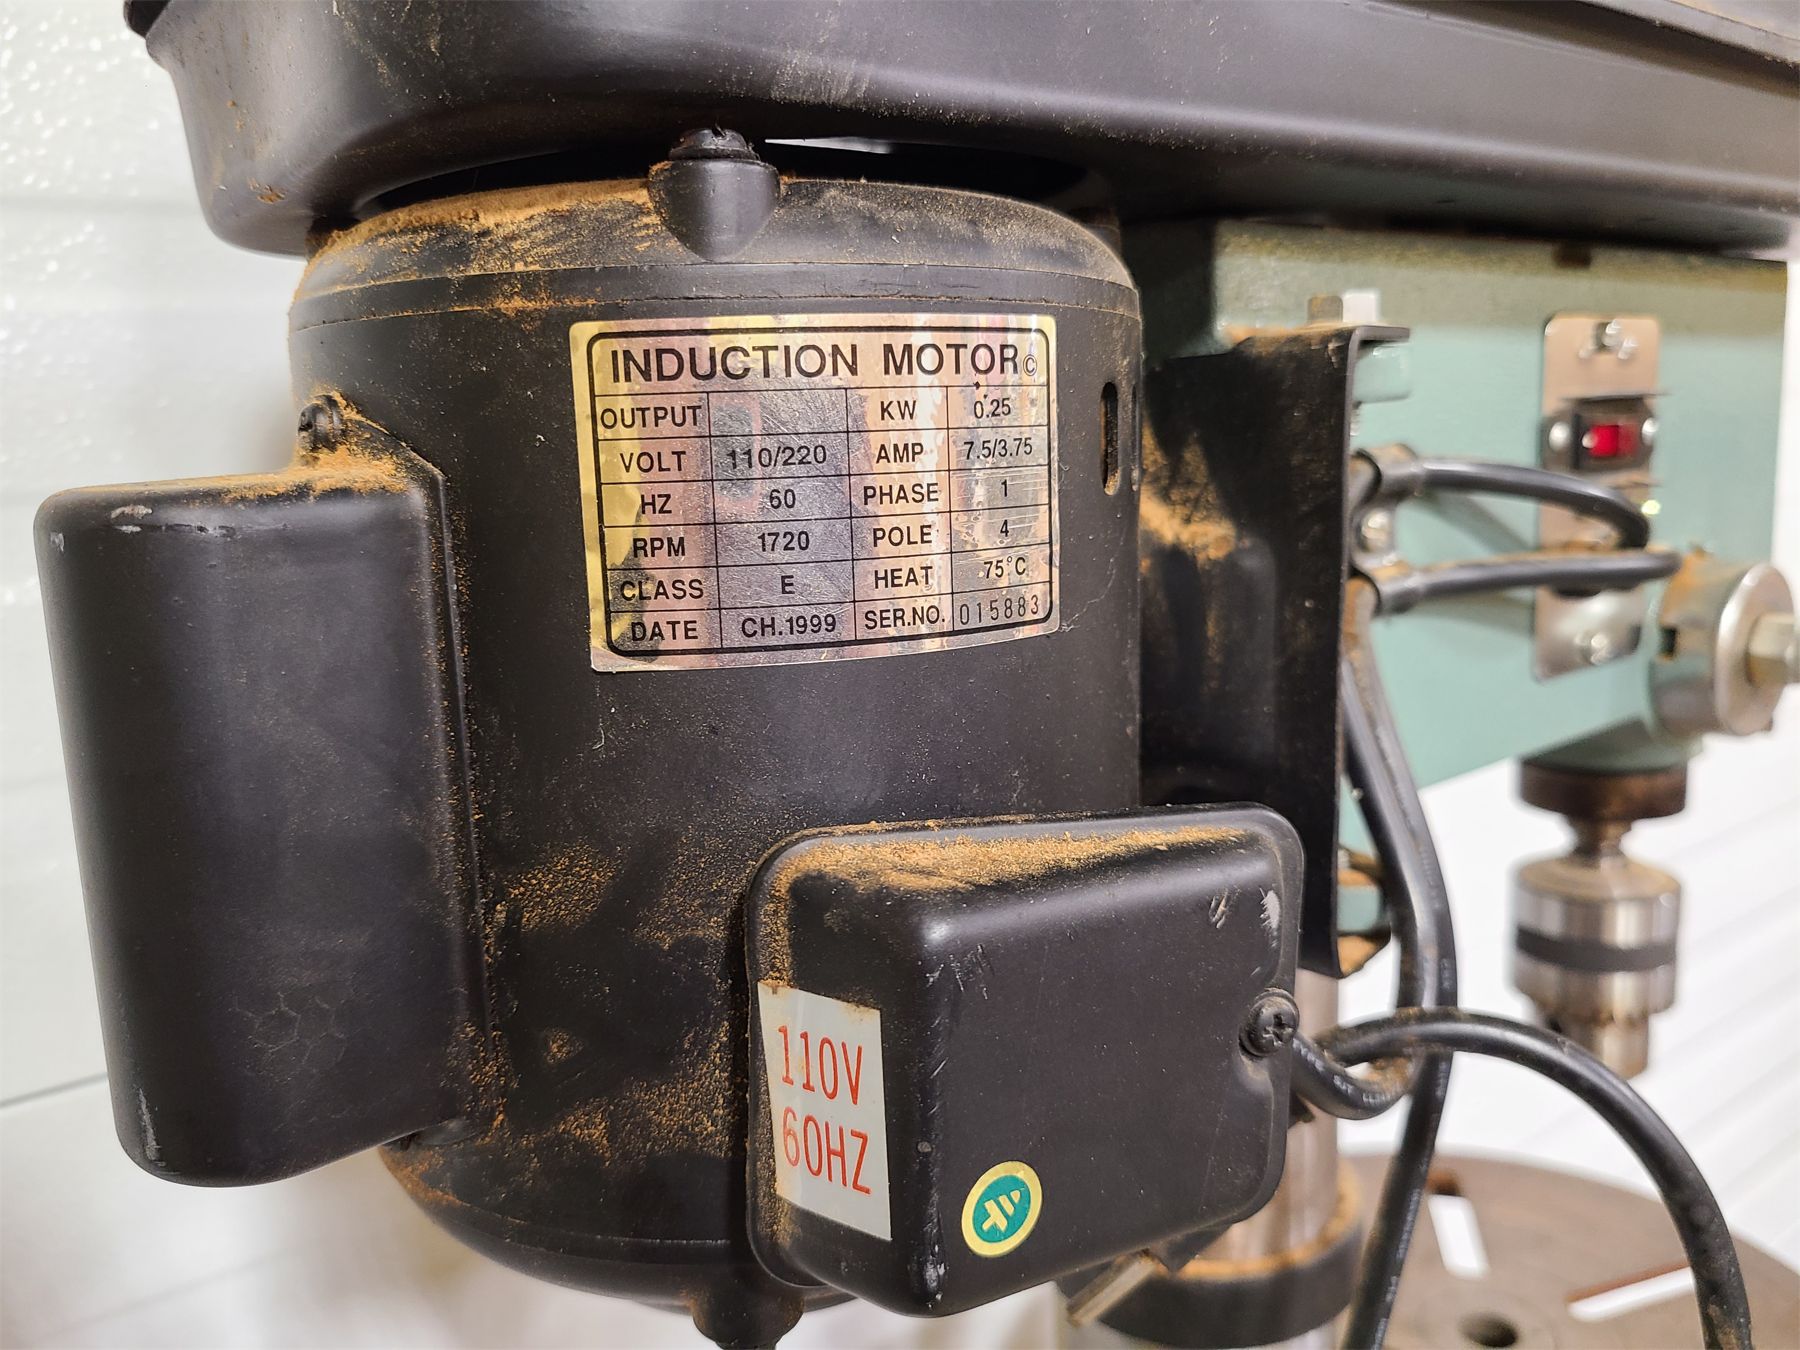 INDUCTION MOTOR©
OUTPUT KW 0.25
VOLT 110/220 AMP 7.5/3.75
HZ 60 PHASE 1
RPM 1720 POLE 4
CLASS E HEAT 75°C
DATE CH.1999 SER.NO. 015883
110V
60HZ